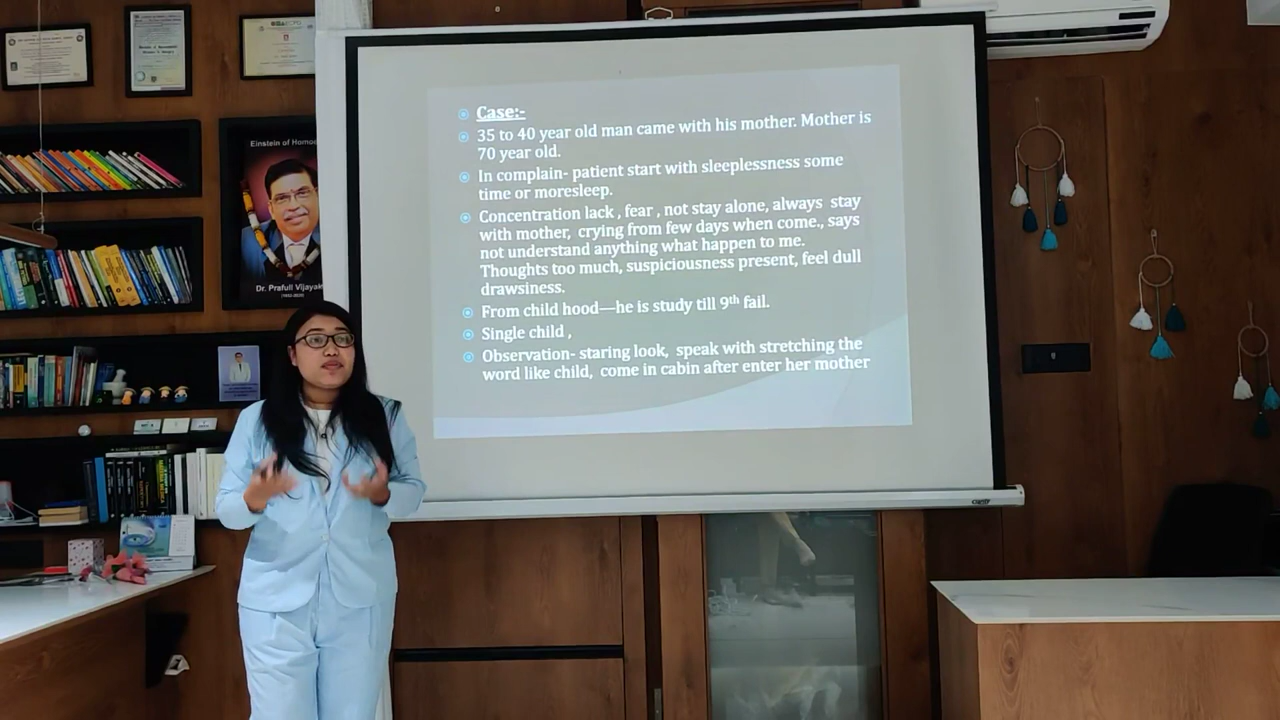 Case:-
35 to 40 year old man came with his mother. Mother is
70 year old.
In complain- patient start with sleeplessness some
time or moresleep.
Concentration lack , fear , not stay alone, always stay
with mother, crying from few days when come., says
not understand anything what happen to me.
Thoughts too much, suspiciousness present, feel dull
drawsiness.
From child hood—he is study till 9th fail.
Single child ,
Observation- staring look, speak with stretching the
word like child, come in cabin after enter her mother
Einstein of Homoe
Dr. Prafull Vijayak